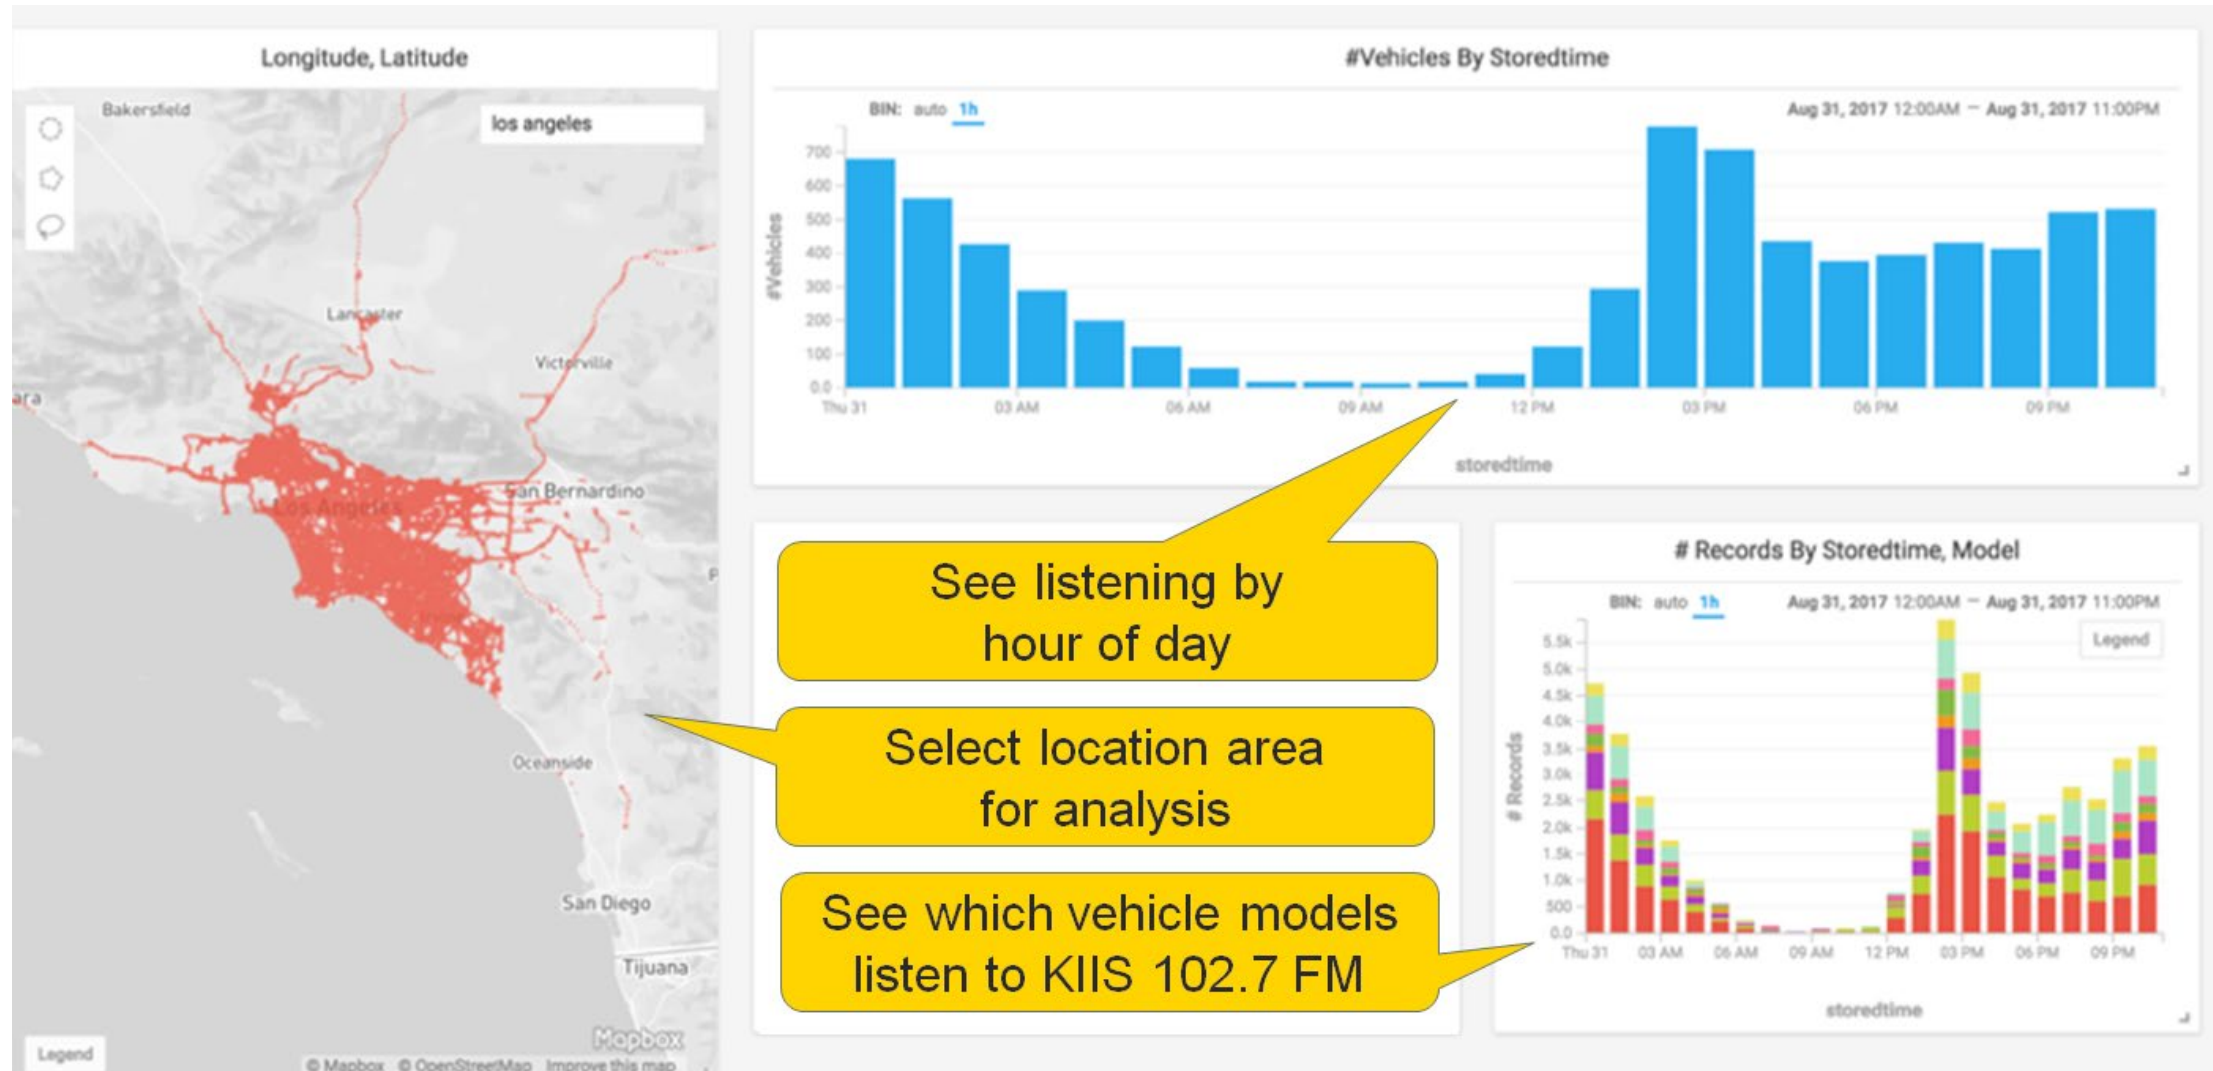 Longitude, Latitude
Bakersfield
los angeles
Lancaster
Victorville
ara
San Bernardino
Los Angeles
P
Oceanside
San Diego
Tijuana
Mapbox
Legend
© Mapbox © OpenStreetMap Improve this map
#Vehicles By Storedtime
BIN: auto 1h
Aug 31, 2017 12:00AM — Aug 31, 2017 11:00PM
#Vehicles
700
600
500
400
300
200
100
0.0
Thu 31 03 AM 06 AM 09 AM 12 PM 03 PM 06 PM 09 PM
storedtime
See listening by
hour of day
Select location area
for analysis
See which vehicle models
listen to KIIS 102.7 FM
# Records By Storedtime, Model
BIN: auto 1h
Aug 31, 2017 12:00AM — Aug 31, 2017 11:00PM
Legend
# Records
5.5k
5.0k
4.5k
4.0k
3.5k
3.0k
2.5k
2.0k
1.5k
1.0k
500
0.0
Thu 31 03 AM 06 AM 09 AM 12 PM 03 PM 06 PM 09 PM
storedtime